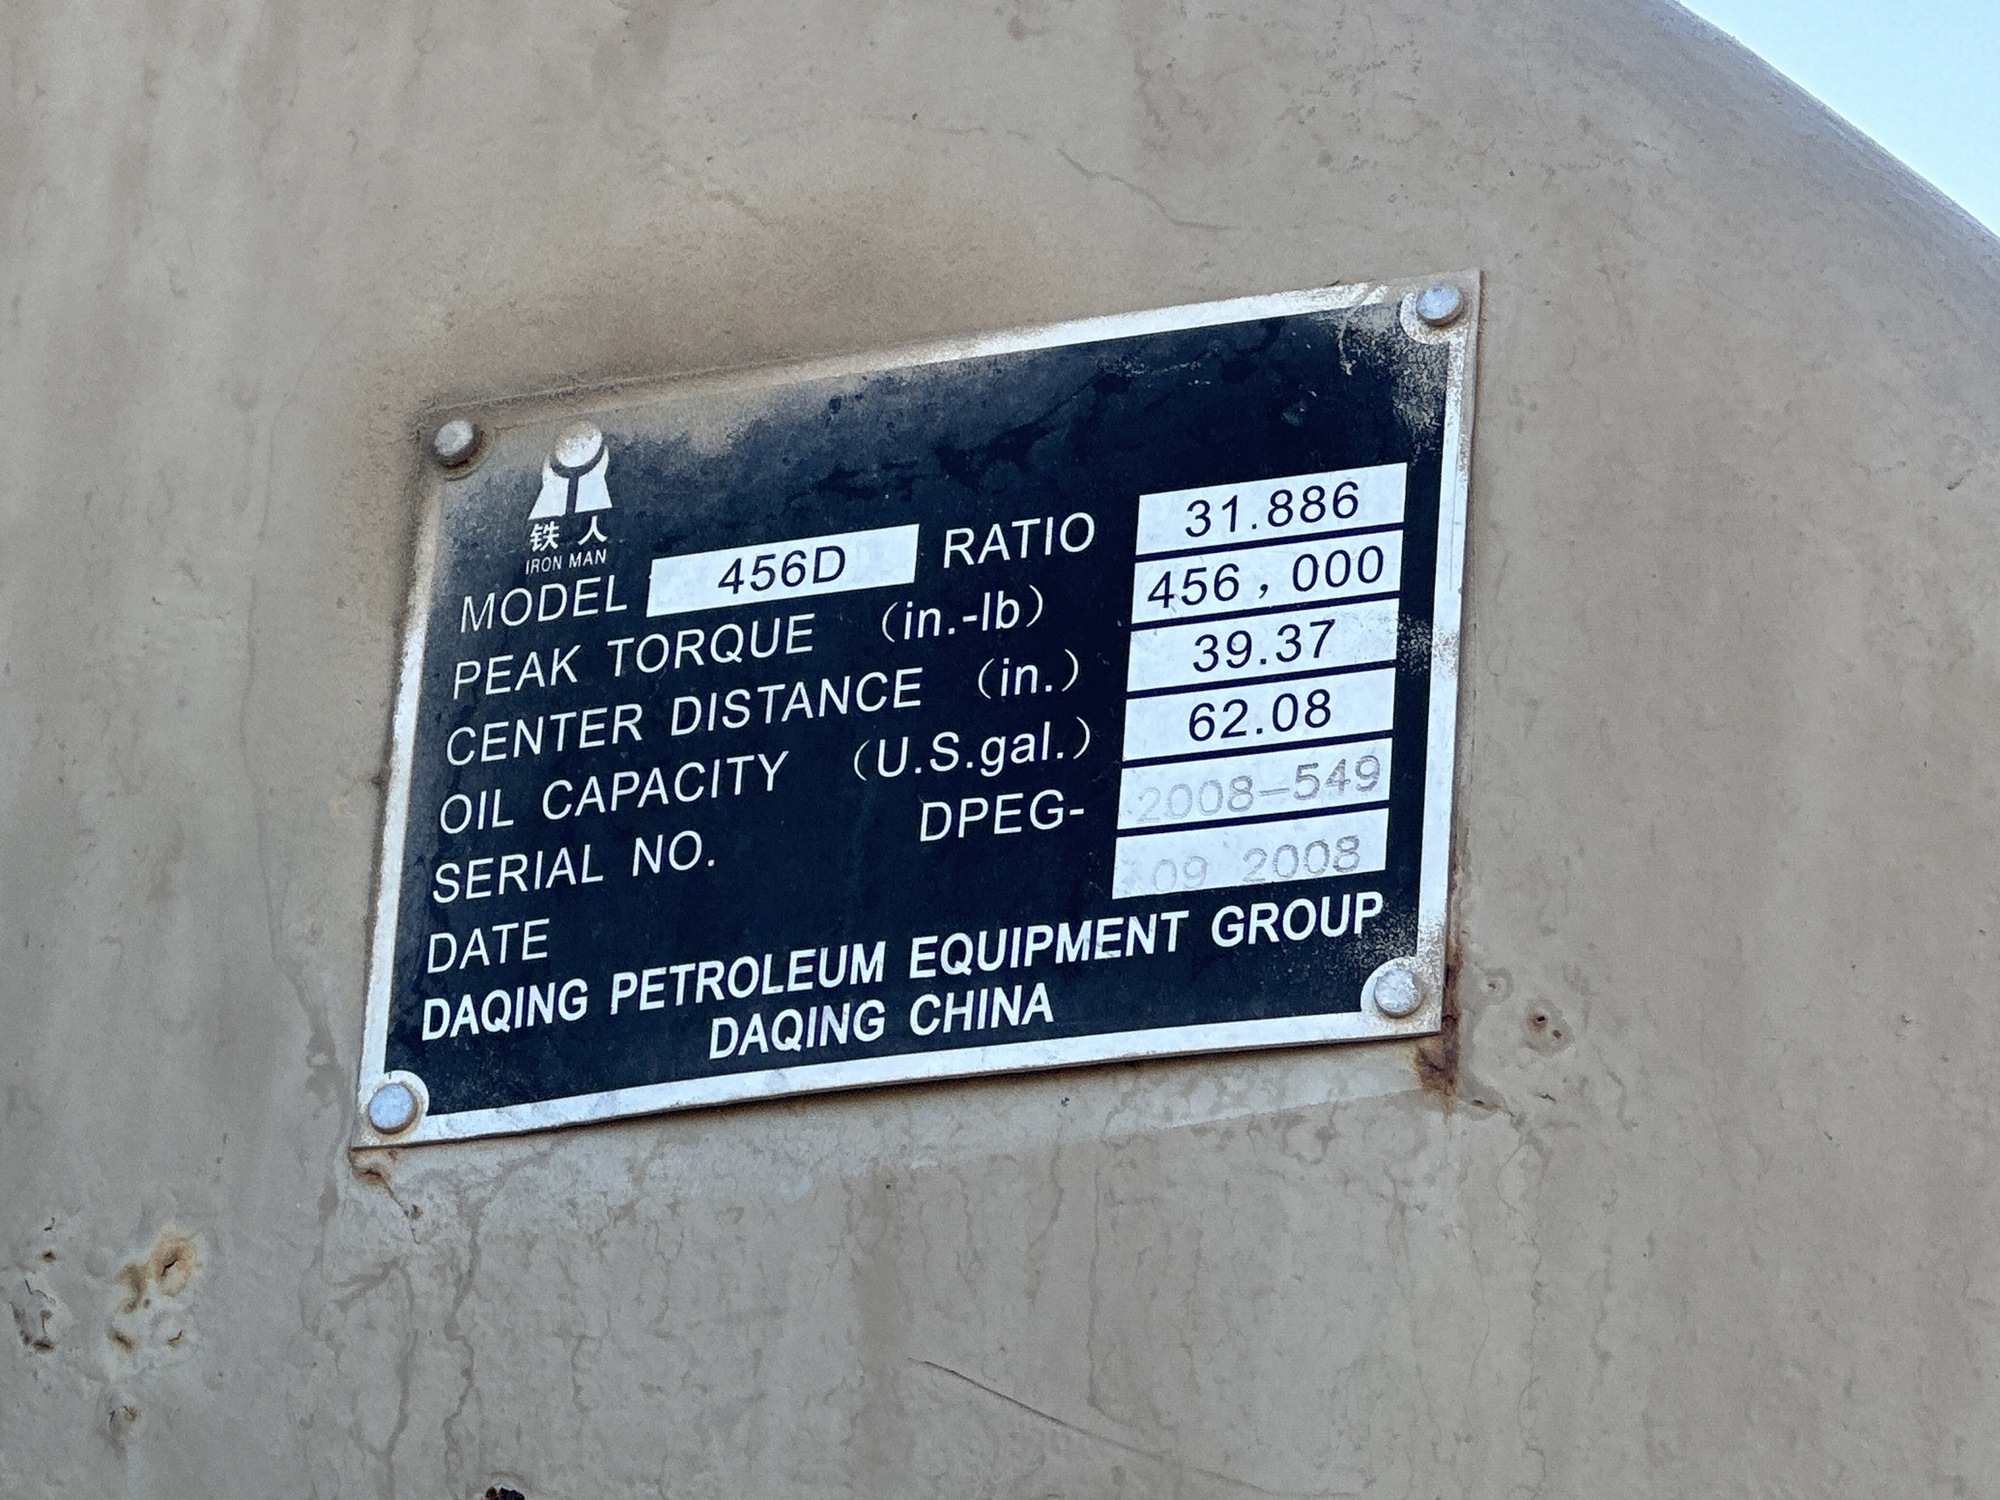 铁人
IRON MAN
MODEL 456D RATIO 31.886
PEAK TORQUE (in.-lb) 456,000
CENTER DISTANCE (in.) 39.37
OIL CAPACITY (U.S.gal.) 62.08
SERIAL NO. DPEG- 2008-549
DATE 09 2008
DAQING PETROLEUM EQUIPMENT GROUP
DAQING CHINA